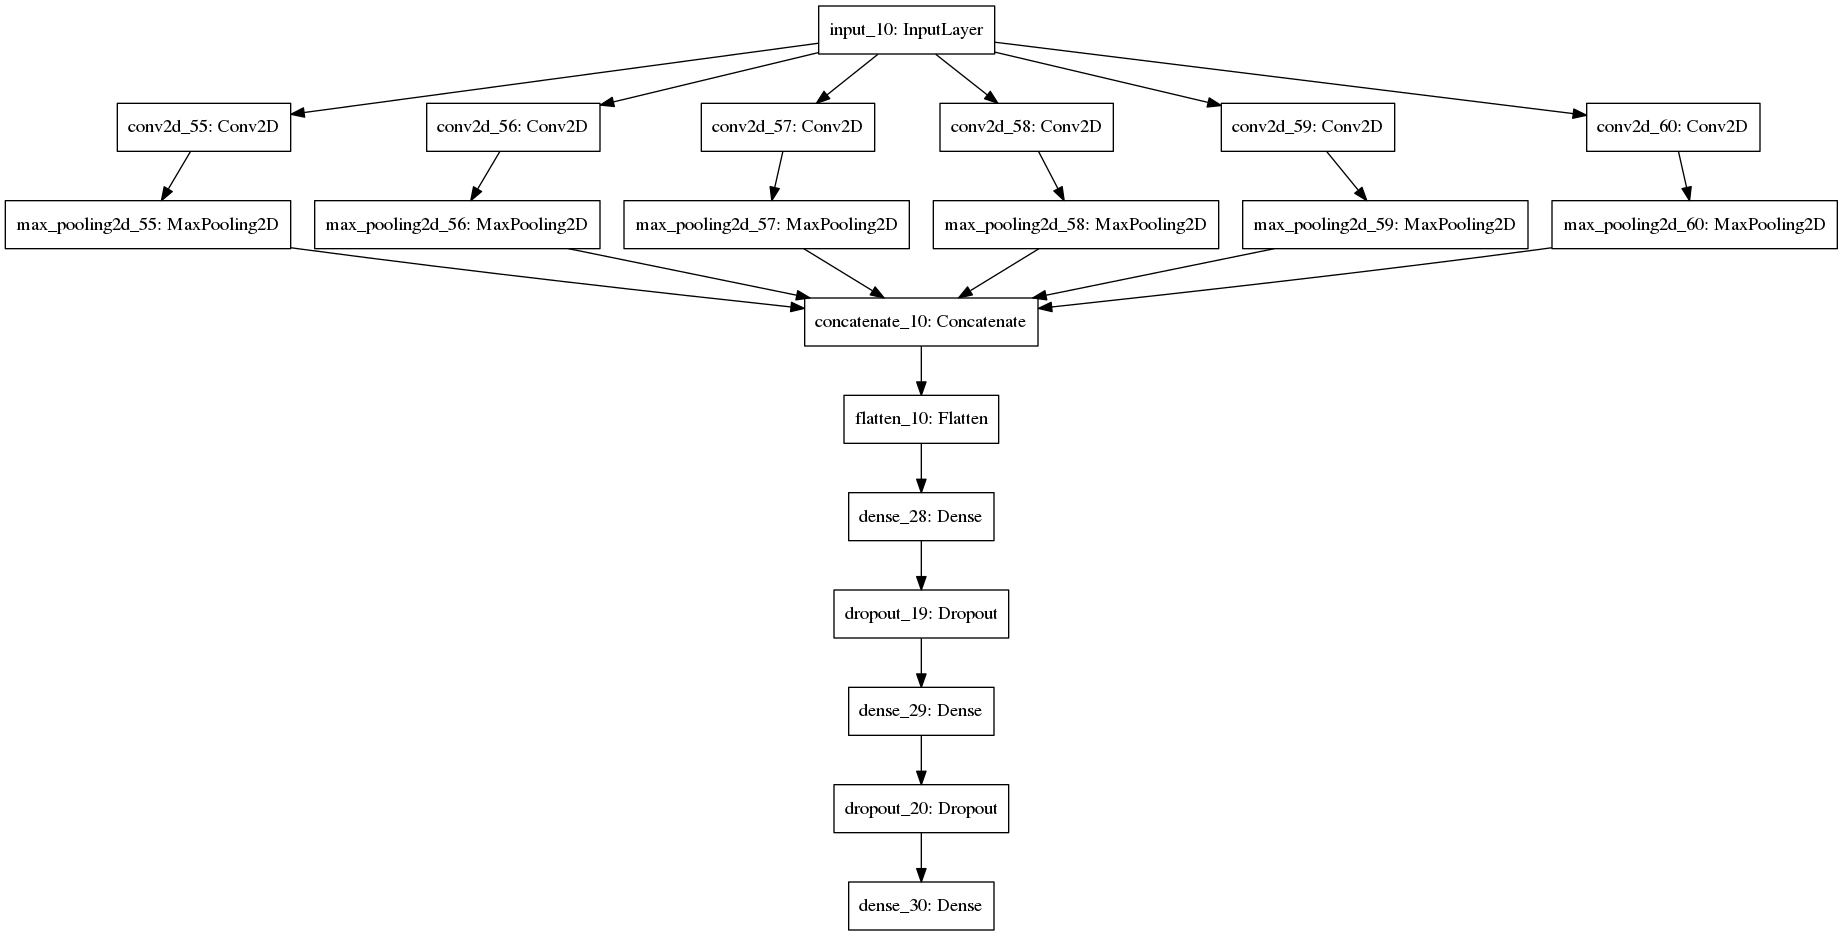 input_10: InputLayer
conv2d_55: Conv2D
conv2d_56: Conv2D
conv2d_57: Conv2D
conv2d_58: Conv2D
conv2d_59: Conv2D
conv2d_60: Conv2D
max_pooling2d_55: MaxPooling2D
max_pooling2d_56: MaxPooling2D
max_pooling2d_57: MaxPooling2D
max_pooling2d_58: MaxPooling2D
max_pooling2d_59: MaxPooling2D
max_pooling2d_60: MaxPooling2D
concatenate_10: Concatenate
flatten_10: Flatten
dense_28: Dense
dropout_19: Dropout
dense_29: Dense
dropout_20: Dropout
dense_30: Dense